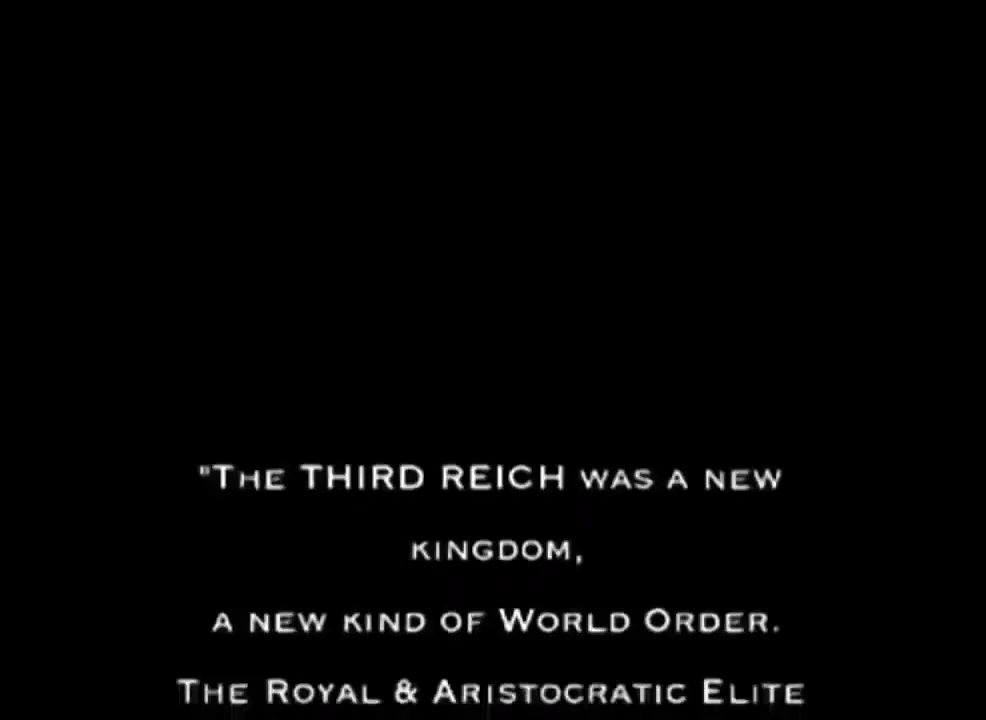 "The THIRD REICH was a new
kingdom,
a new kind of World Order.
The Royal & Aristocratic Elite